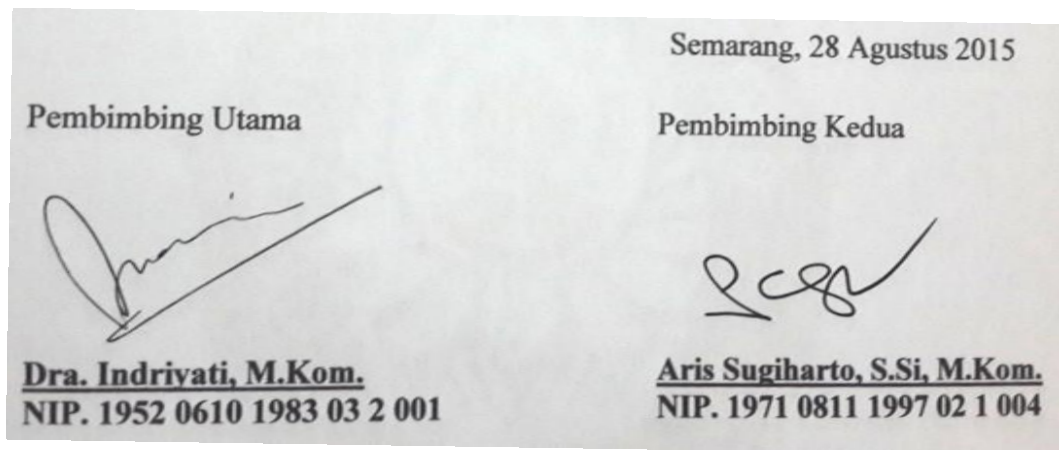 Semarang, 28 Agustus 2015
Pembimbing Utama
Pembimbing Kedua
Dra. Indriyati, M.Kom.
NIP. 1952 0610 1983 03 2 001
Aris Sugiharto, S.Si, M.Kom.
NIP. 1971 0811 1997 02 1 004